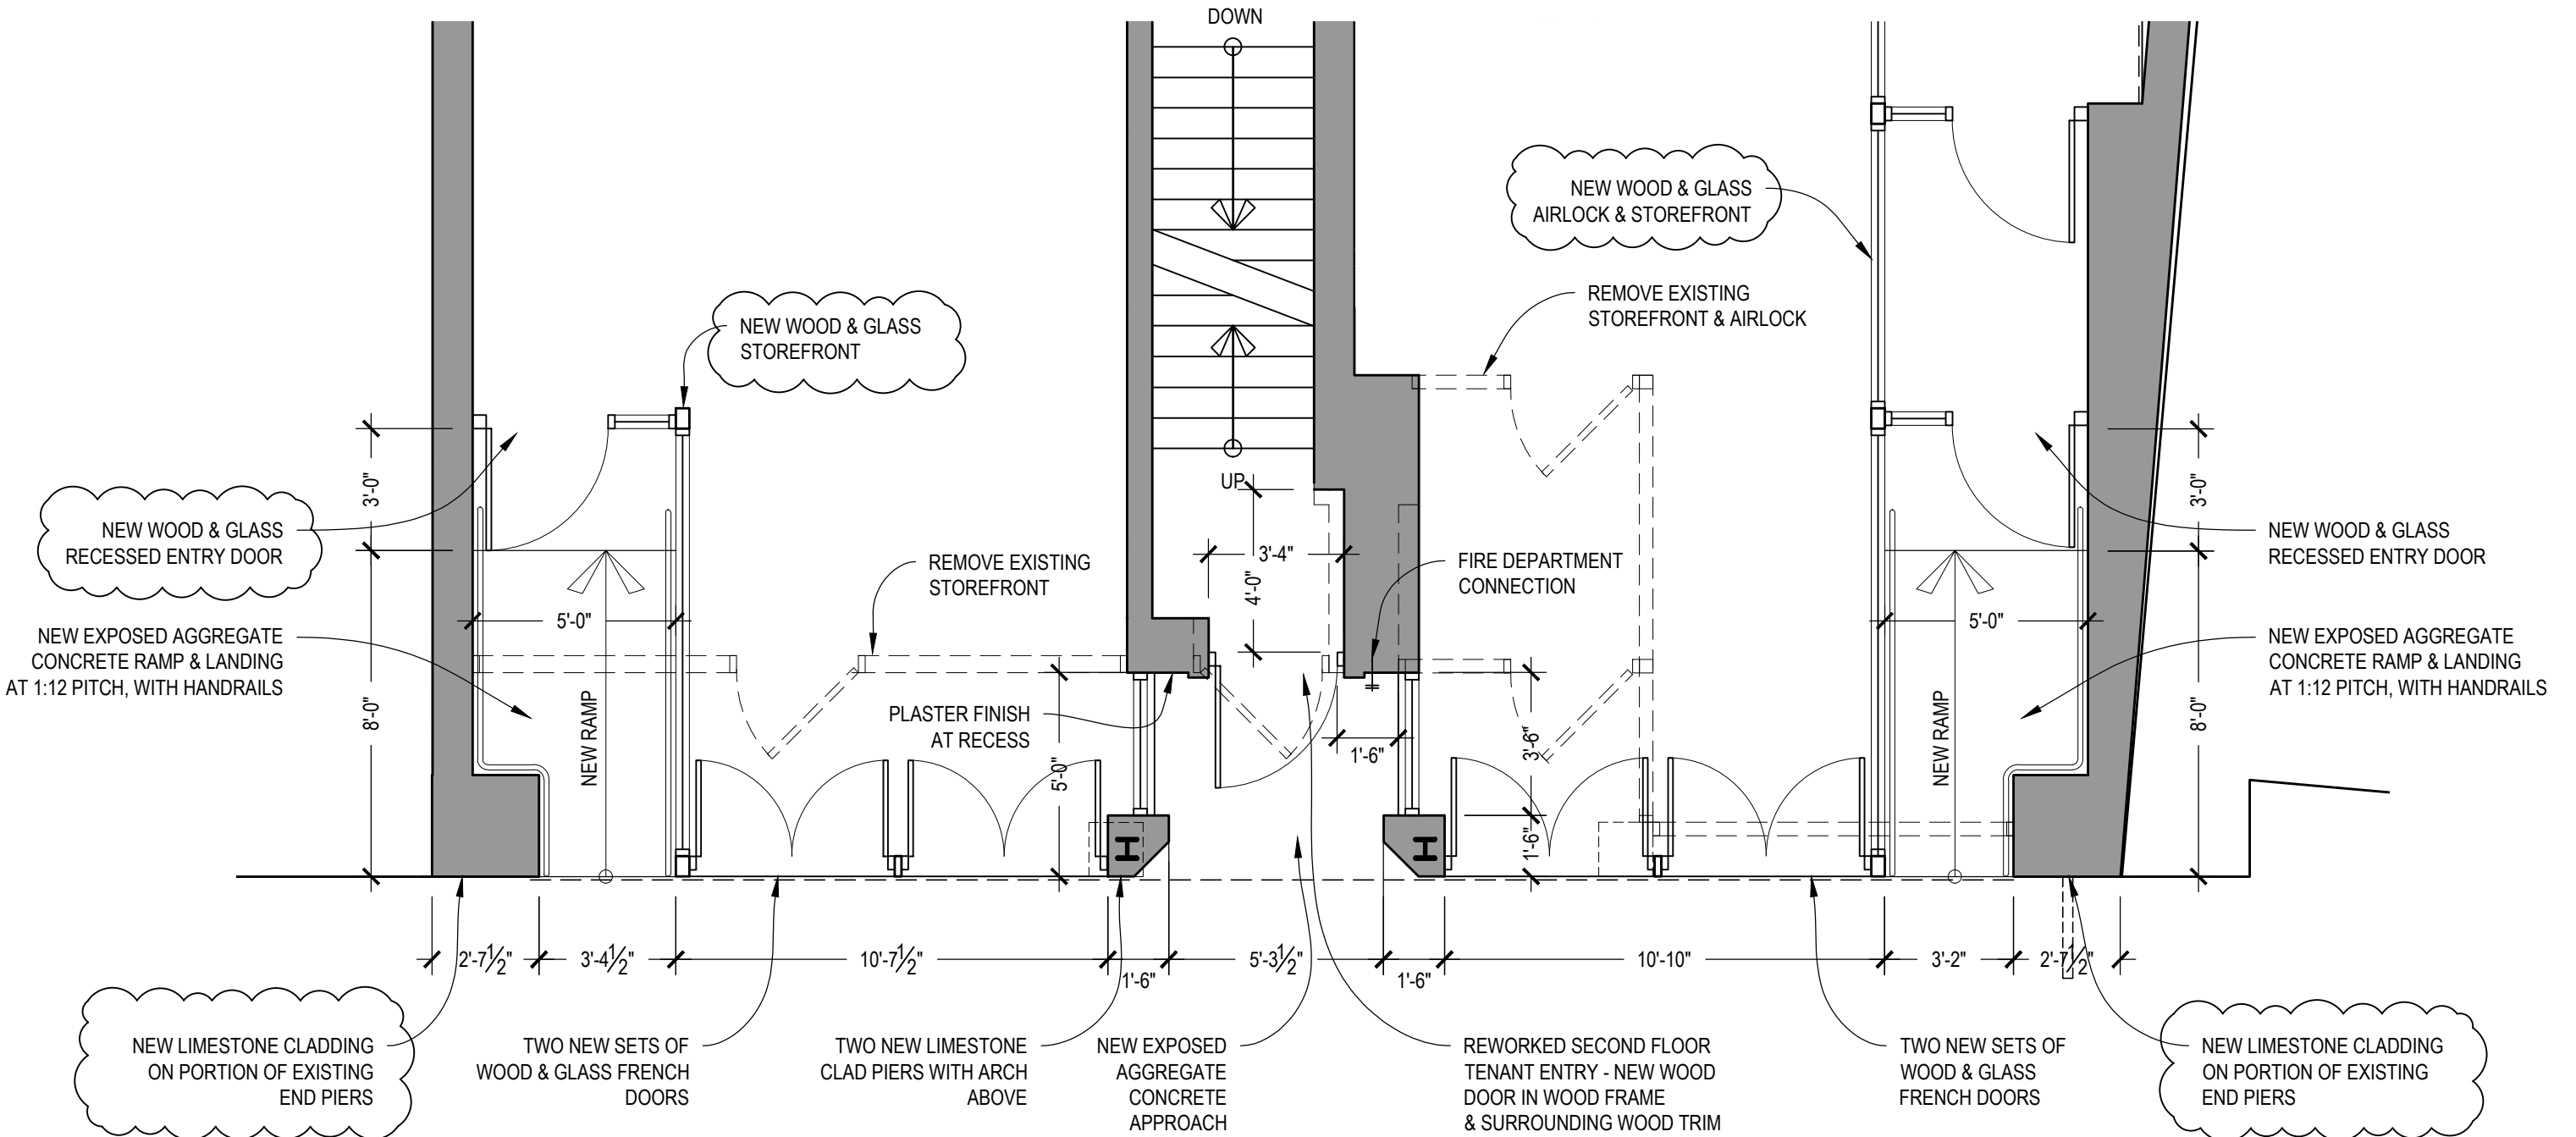 DOWN
NEW WOOD & GLASS
AIRLOCK & STOREFRONT
REMOVE EXISTING
STOREFRONT & AIRLOCK
NEW WOOD & GLASS
STOREFRONT
UP
3'-0"
3'-0"
NEW WOOD & GLASS
RECESSED ENTRY DOOR
REMOVE EXISTING
STOREFRONT
3'-4"
4'-0"
FIRE DEPARTMENT
CONNECTION
NEW WOOD & GLASS
RECESSED ENTRY DOOR
5'-0"
5'-0"
NEW EXPOSED AGGREGATE
CONCRETE RAMP & LANDING
AT 1:12 PITCH, WITH HANDRAILS
NEW EXPOSED AGGREGATE
CONCRETE RAMP & LANDING
AT 1:12 PITCH, WITH HANDRAILS
8'-0"
NEW RAMP
PLASTER FINISH
AT RECESS
5'-0"
1'-6"
3'-6"
1'-6"
NEW RAMP
8'-0"
H
H
2'-7½"
3'-4½"
10'-7½"
1'-6"
5'-3½"
1'-6"
10'-10"
3'-2"
2'-7½"
NEW LIMESTONE CLADDING
ON PORTION OF EXISTING
END PIERS
TWO NEW SETS OF
WOOD & GLASS FRENCH
DOORS
TWO NEW LIMESTONE
CLAD PIERS WITH ARCH
ABOVE
NEW EXPOSED
AGGREGATE
CONCRETE
APPROACH
REWORKED SECOND FLOOR
TENANT ENTRY - NEW WOOD
DOOR IN WOOD FRAME
& SURROUNDING WOOD TRIM
TWO NEW SETS OF
WOOD & GLASS
FRENCH DOORS
NEW LIMESTONE CLADDING
ON PORTION OF EXISTING
END PIERS